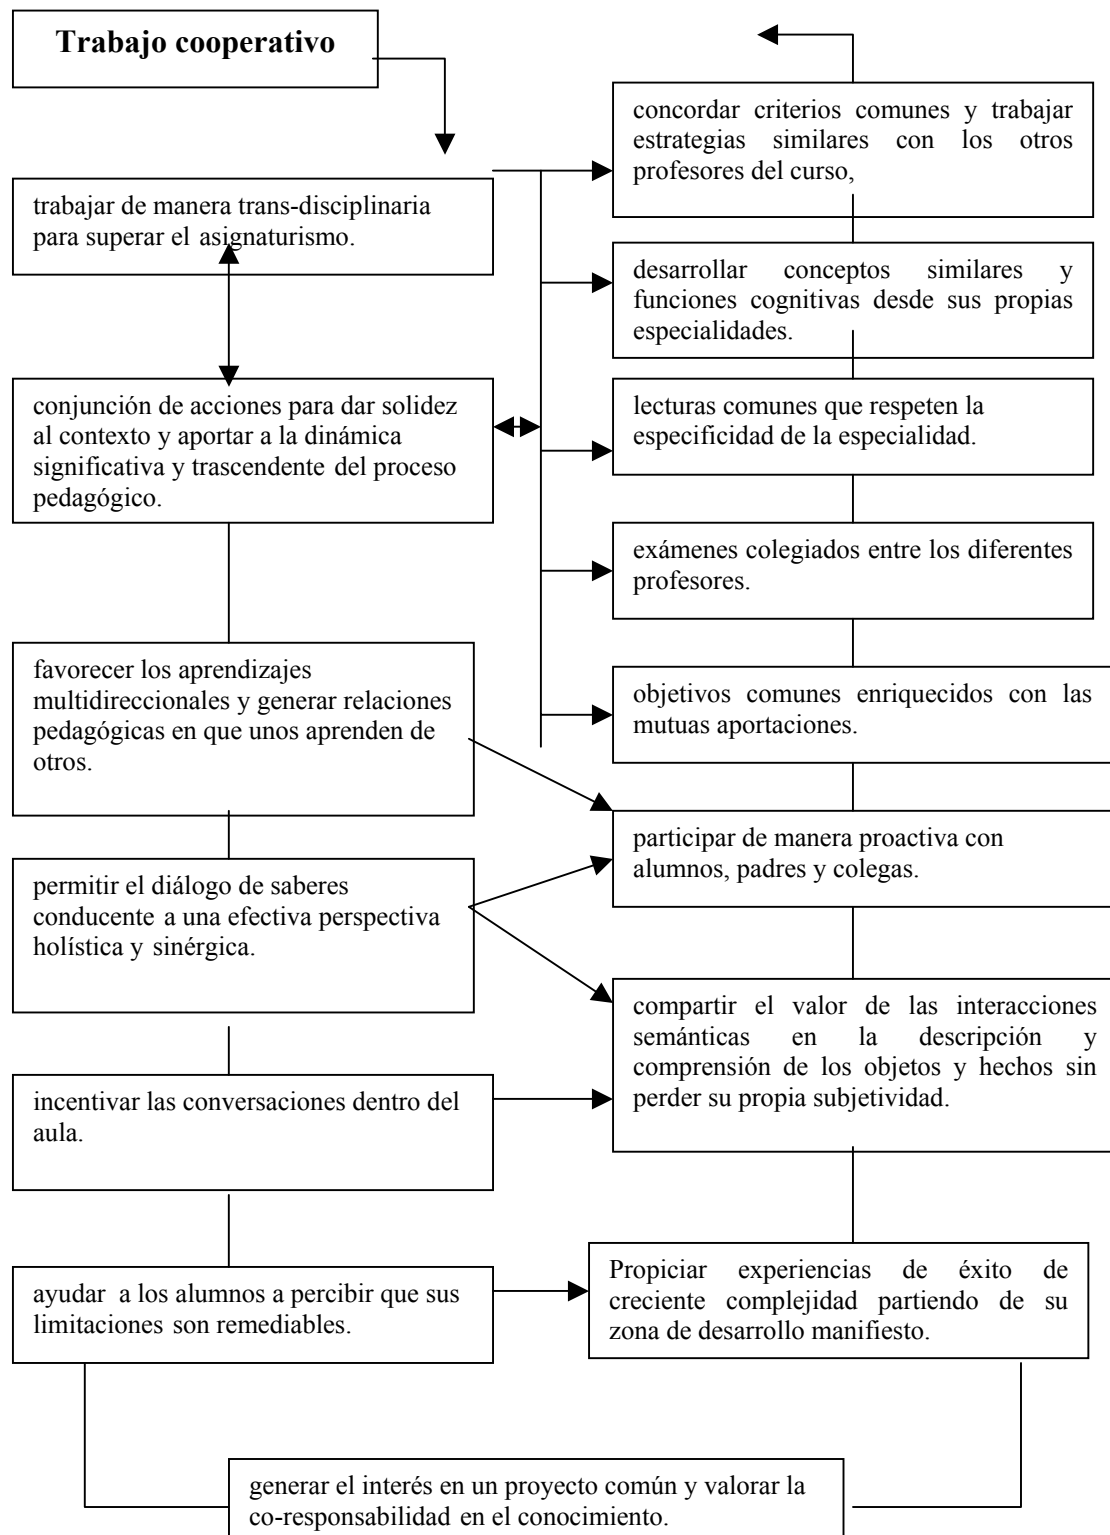 Trabajo cooperativo
trabajar de manera trans-disciplinaria
para superar el asignaturismo.
conjunción de acciones para dar solidez
al contexto y aportar a la dinámica
significativa y trascendente del proceso
pedagógico.
favorecer los aprendizajes
multidireccionales y generar relaciones
pedagógicas en que unos aprenden de
otros.
permitir el diálogo de saberes
conducente a una efectiva perspectiva
holística y sinérgica.
incentivar las conversaciones dentro del
aula.
ayudar a los alumnos a percibir que sus
limitaciones son remediables.
concordar criterios comunes y trabajar
estrategias similares con los otros
profesores del curso,
desarrollar conceptos similares y
funciones cognitivas desde sus propias
especialidades.
lecturas comunes que respeten la
especificidad de la especialidad.
exámenes colegiados entre los diferentes
profesores.
objetivos comunes enriquecidos con las
mutuas aportaciones.
participar de manera proactiva con
alumnos, padres y colegas.
compartir el valor de las interacciones
semánticas en la descripción y
comprensión de los objetos y hechos sin
perder su propia subjetividad.
Propiciar experiencias de éxito de
creciente complejidad partiendo de su
zona de desarrollo manifiesto.
generar el interés en un proyecto común y valorar la
co-responsabilidad en el conocimiento.